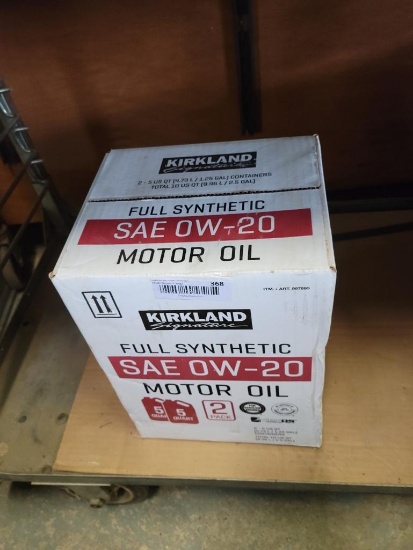 KIRKLAND
Signature
2 - 5 US QT (4.73 L / 1.25 GAL) CONTAINERS
TOTAL 10 US QT (9.46 L / 2.5 GAL)
FULL SYNTHETIC
SAE 0W-20
MOTOR OIL
368
KIRKLAND
Signature
FULL SYNTHETIC
SAE 0W-20
MOTOR OIL
5
5
QUART
2
PACK